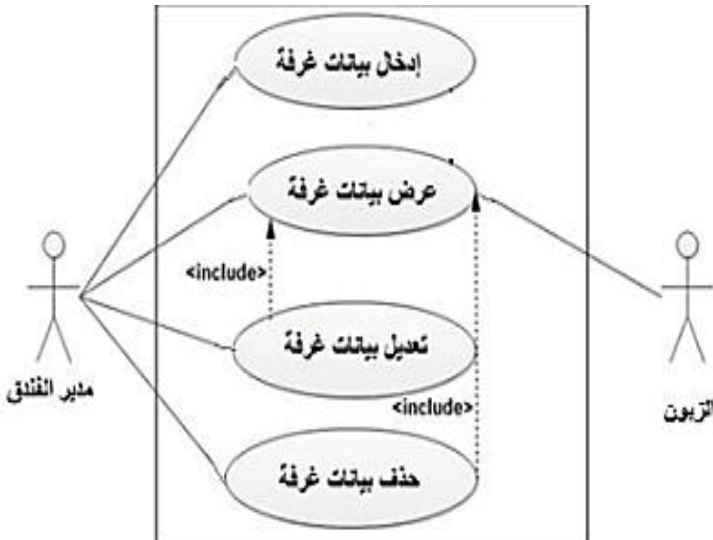 إدخال بيانات غرفة
عرض بيانات غرفة
<include>
تعديل بيانات غرفة
مدير الفندق
<include>
الزبون
حذف بيانات غرفة